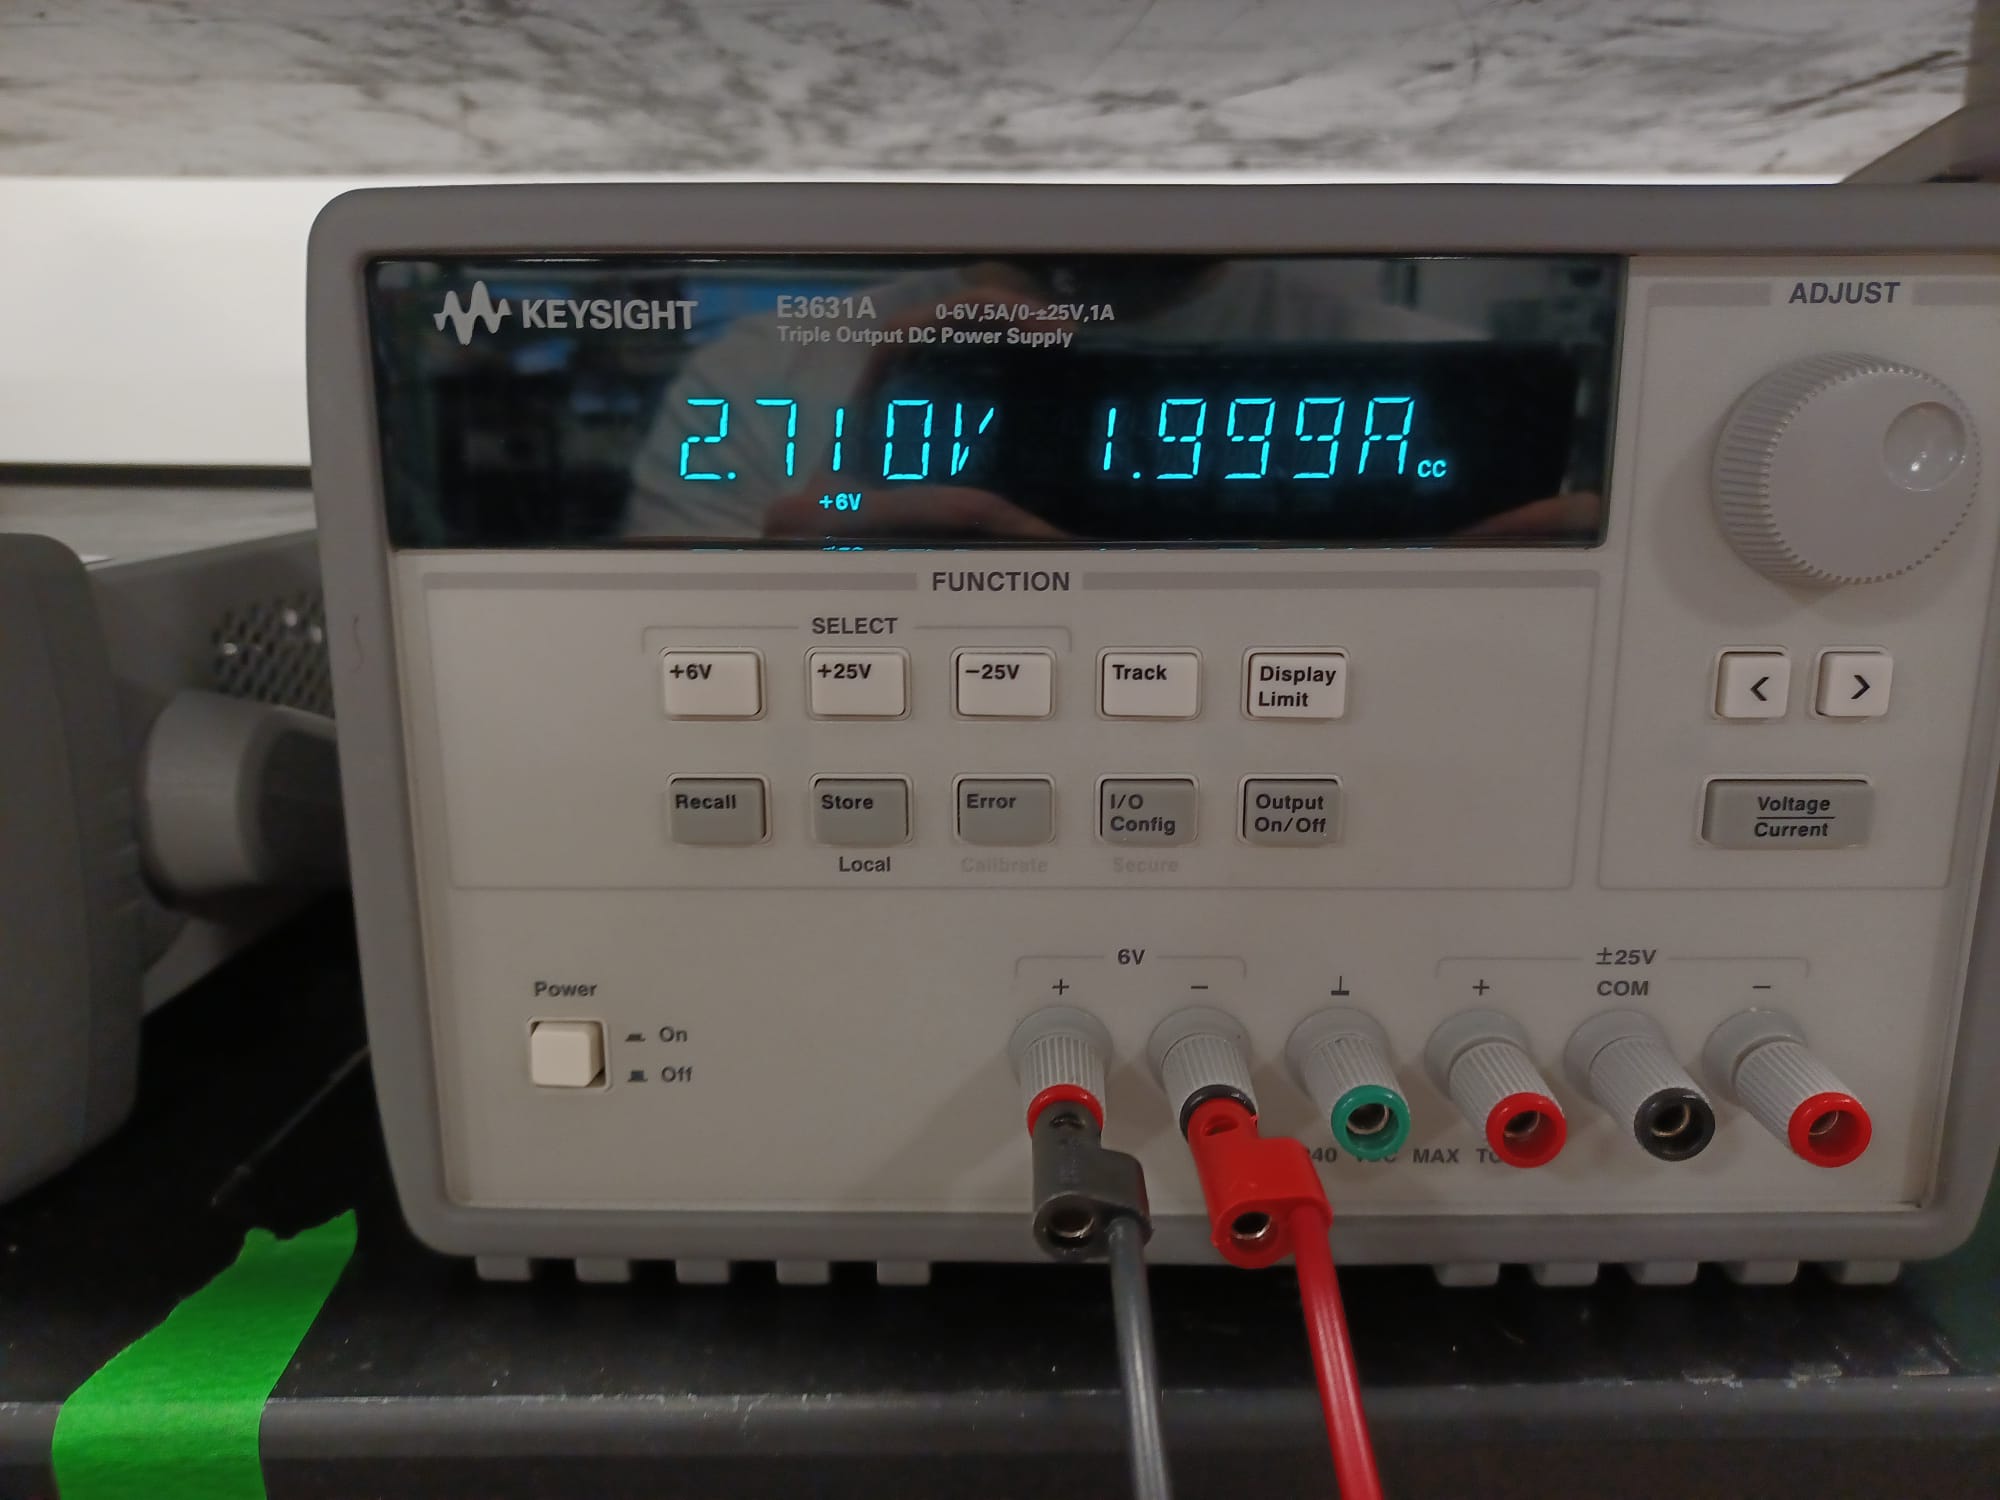 KEYSIGHT
E3631A 0-6V,5A/0-±25V,1A
Triple Output DC Power Supply
2.710V 1.999A CC
+6V
ADJUST
FUNCTION
SELECT
+6V +25V -25V Track Display Limit
< >
Recall Store Error I/O Config Output On/Off
Voltage
Current
Local Calibrate Secure
Power
On
Off
6V ±25V
+ - ⊥ + COM -
MAX